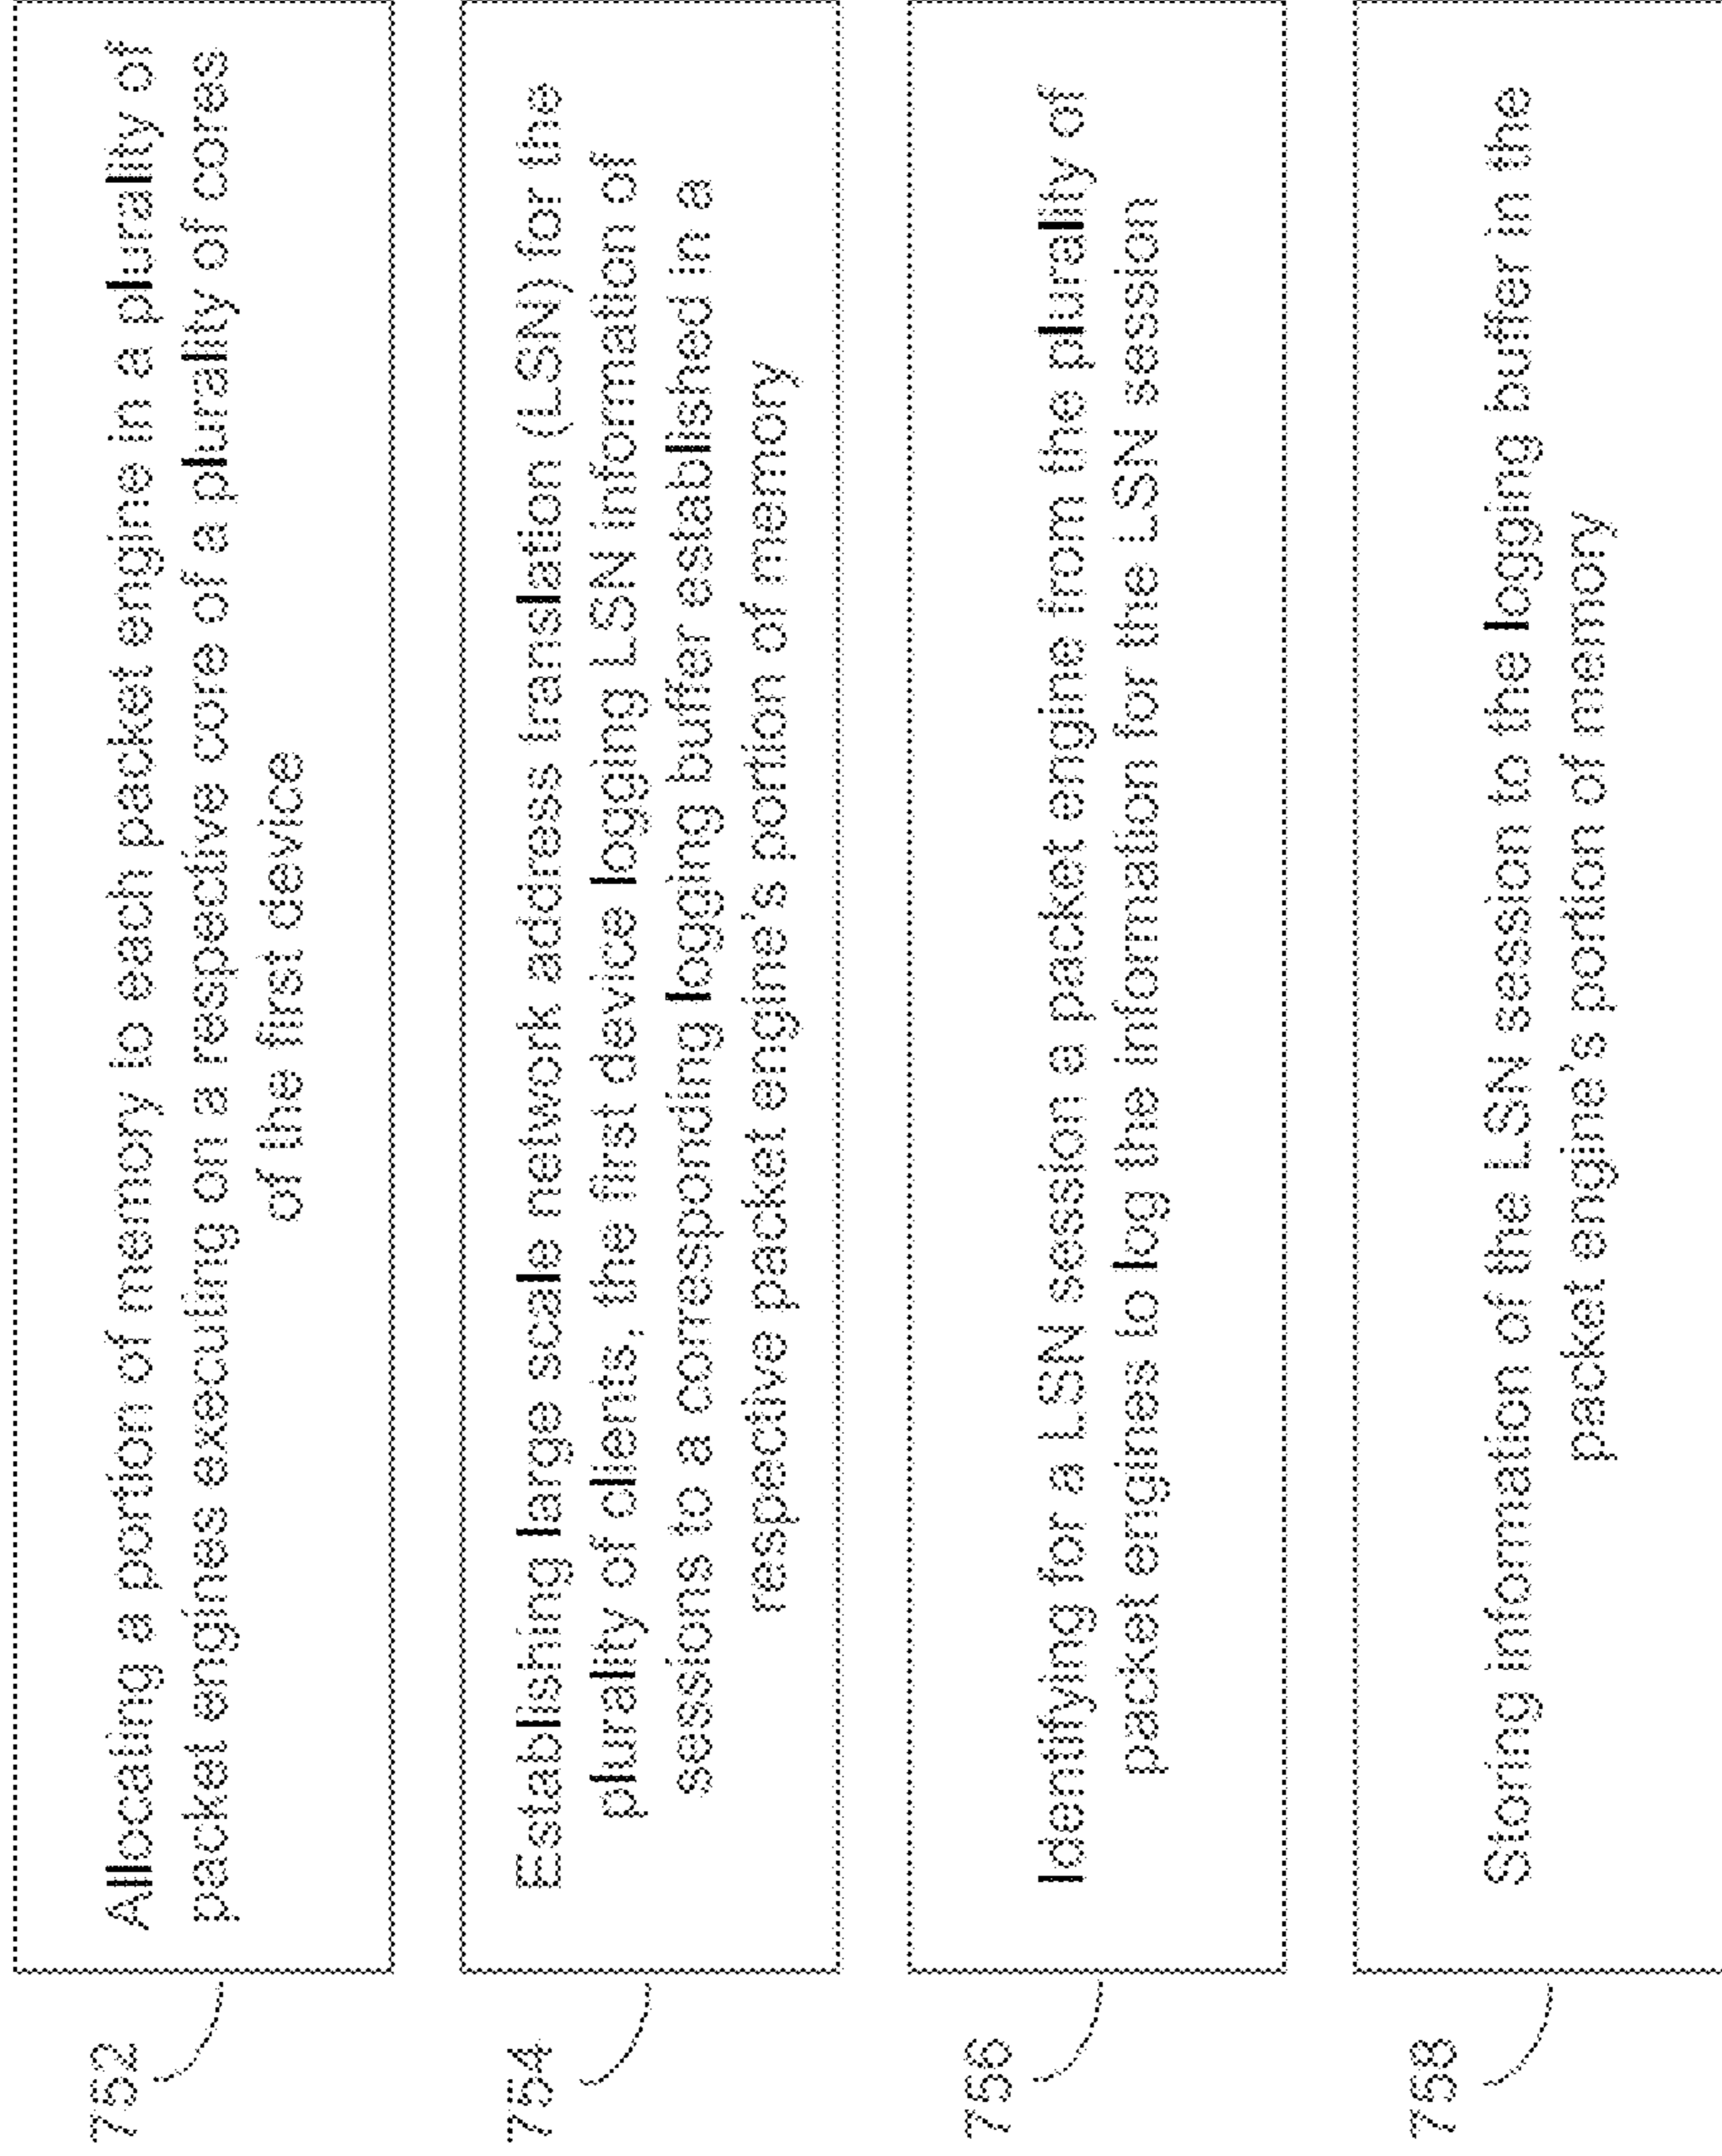 752
Allocating a portion of memory to each packet engine in a plurality of
packet engines executing on a respective core of a plurality of cores
of the first device
754
Establishing large scale network address translation (LSN) for the
plurality of clients, the first device logging LSN information of
sessions to a corresponding logging buffer established in a
respective packet engine's portion of memory
756
Identifying for a LSN session a packet engine from the plurality of
packet engines to log the information for the LSN session
758
Storing information of the LSN session to the logging buffer in the
packet engine's portion of memory